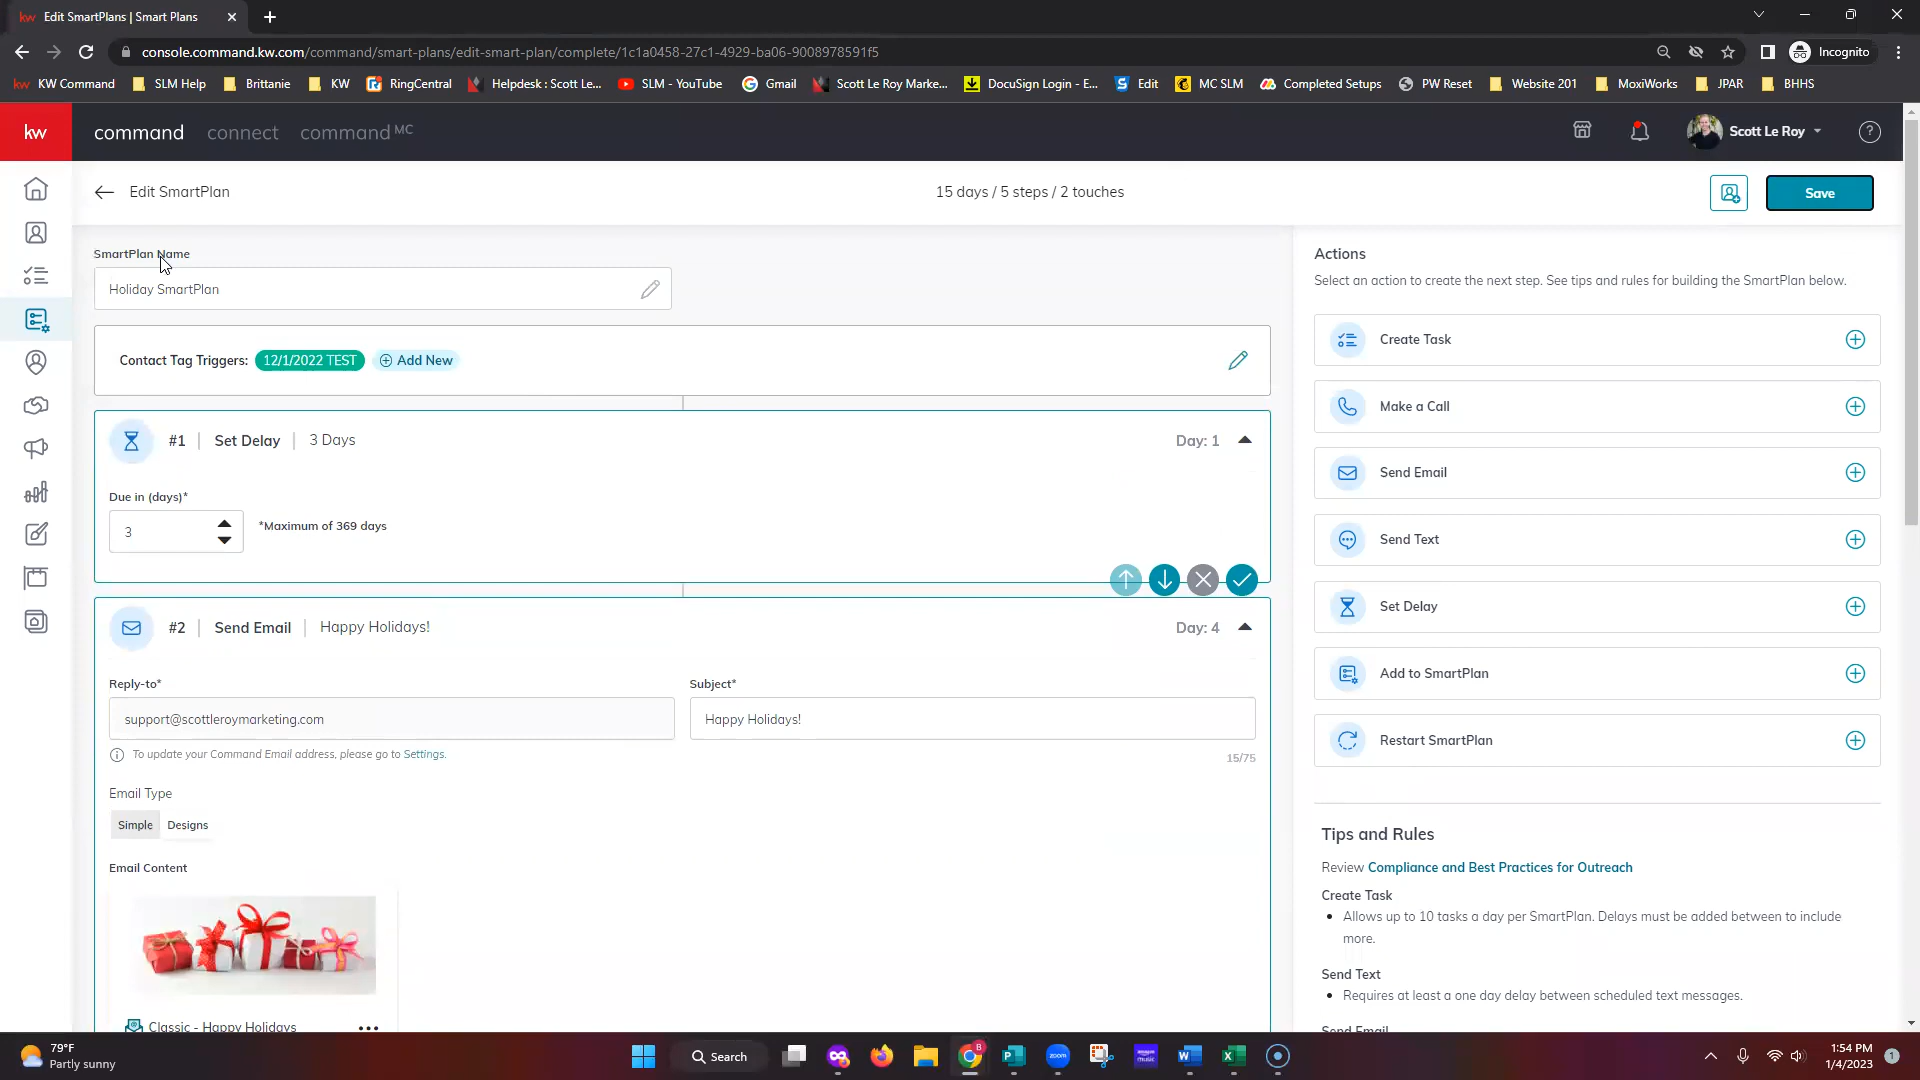 Edit SmartPlans | Smart Plans
console.command.kw.com/command/smart-plans/edit-smart-plan/complete/1c1a0458-27c1-4929-ba06-9008978591f5
Incognito
kw KW Command
SLM Help
Brittanie
KW
RingCentral
Helpdesk : Scott Le...
SLM - YouTube
Gmail
Scott Le Roy Marke...
DocuSign Login - E...
Edit
MC SLM
Completed Setups
PW Reset
Website 201
MoxiWorks
JPAR
BHHS
kw
command connect command MC
Scott Le Roy
Edit SmartPlan
15 days / 5 steps / 2 touches
Save
SmartPlan Name
Holiday SmartPlan
Contact Tag Triggers: 12/1/2022 TEST Add New
#1 | Set Delay | 3 Days
Day: 1
Due in (days)*
3
*Maximum of 369 days
#2 | Send Email | Happy Holidays!
Day: 4
Reply-to*
support@scottleroymarketing.com
To update your Command Email address, please go to Settings.
Subject*
Happy Holidays!
15/75
Email Type
Simple Designs
Email Content
Classic - Happy Holidays
Actions
Select an action to create the next step. See tips and rules for building the SmartPlan below.
Create Task
Make a Call
Send Email
Send Text
Set Delay
Add to SmartPlan
Restart SmartPlan
Tips and Rules
Review Compliance and Best Practices for Outreach
Create Task
Allows up to 10 tasks a day per SmartPlan. Delays must be added between to include
more.
Send Text
Requires at least a one day delay between scheduled text messages.
Send Email
79°F
Partly sunny
Search
zoom
1:54 PM
1/4/2023